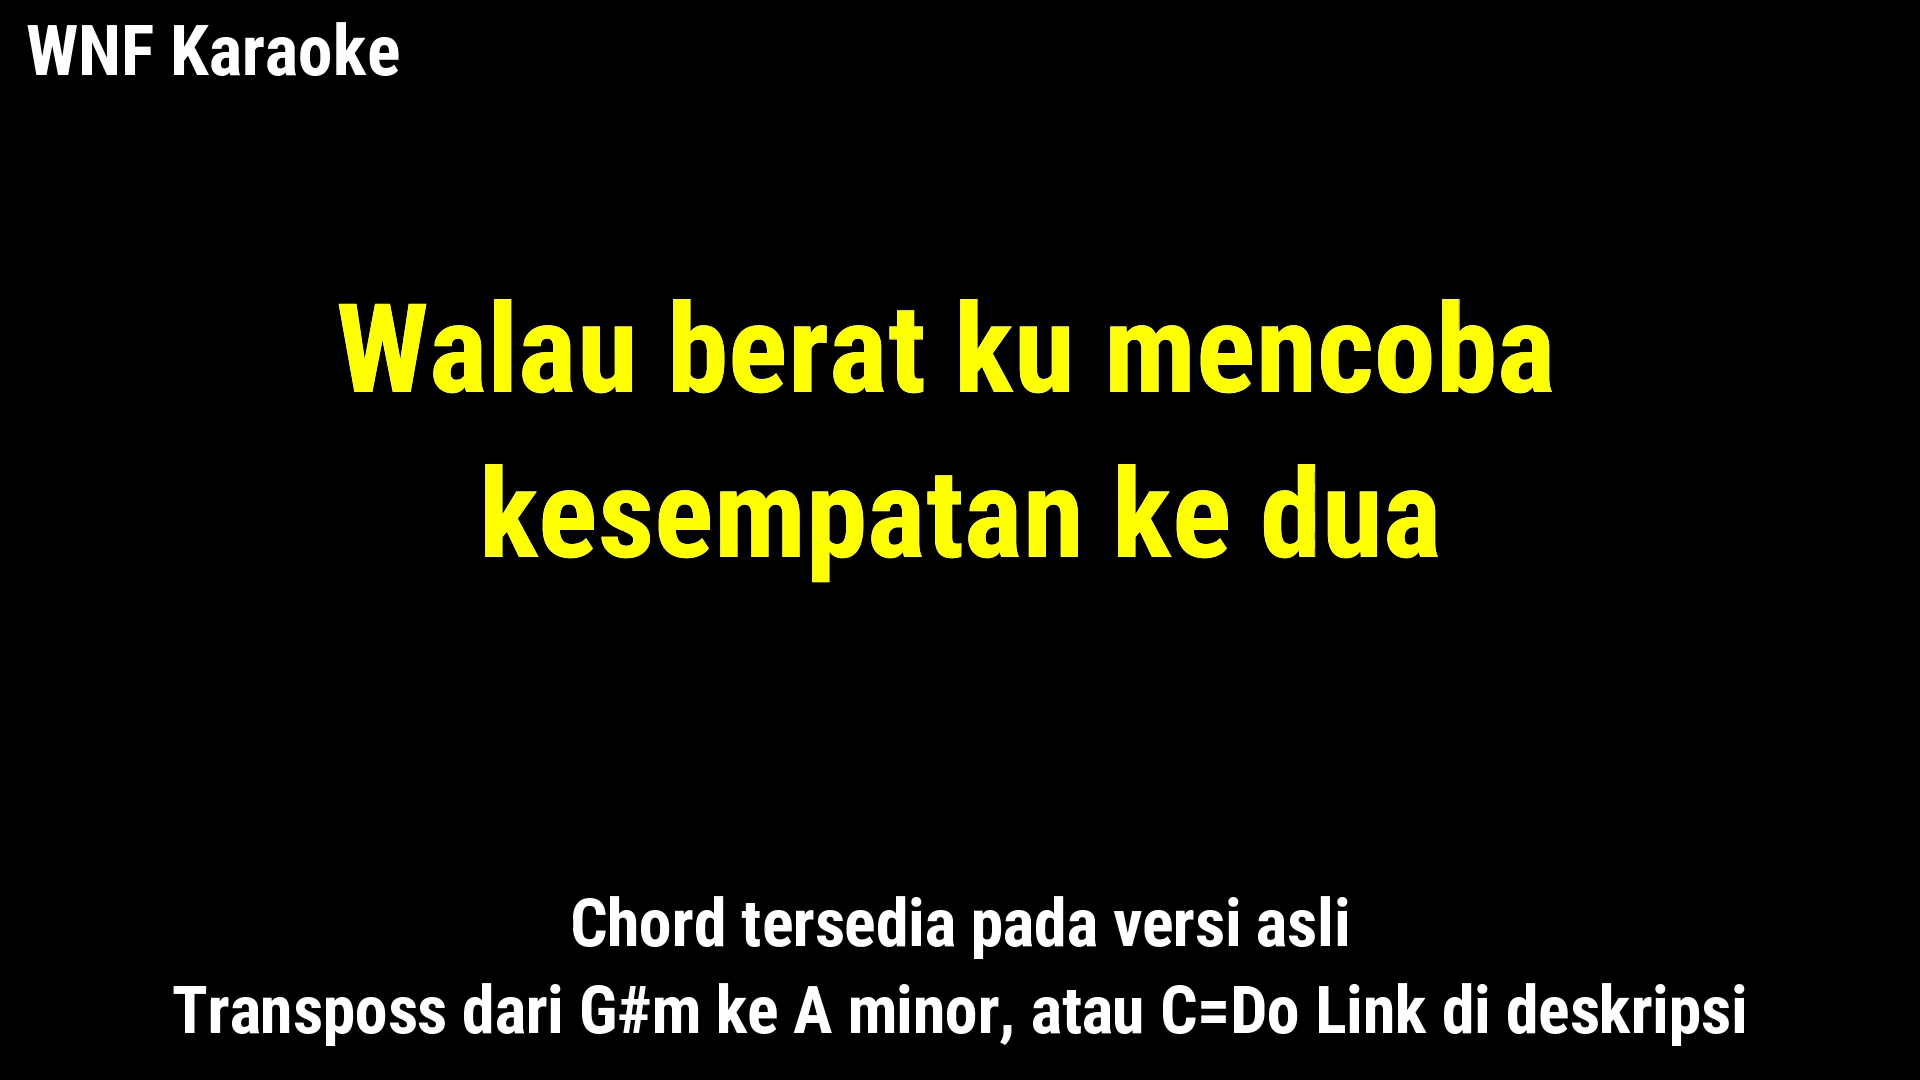 WNF Karaoke
Walau berat ku mencoba
kesempatan ke dua
Chord tersedia pada versi asli
Transposs dari G#m ke A minor, atau C=Do Link di deskripsi